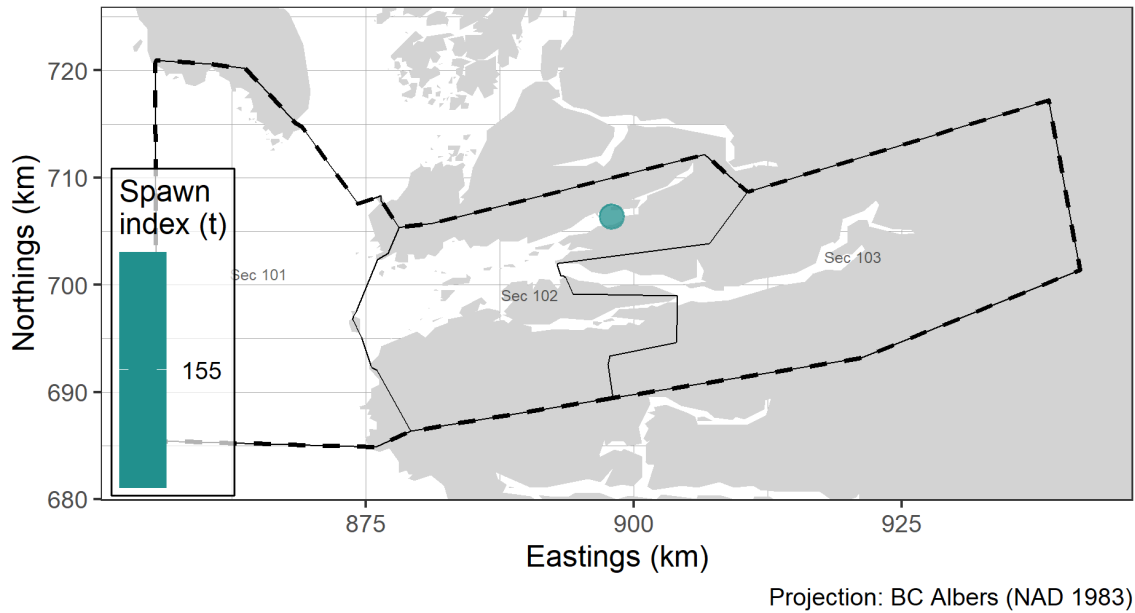 720
710
700
690
680
Northings (km)
Spawn
index (t)
155
Sec 101
Sec 102
Sec 103
875
900
925
Eastings (km)
Projection: BC Albers (NAD 1983)